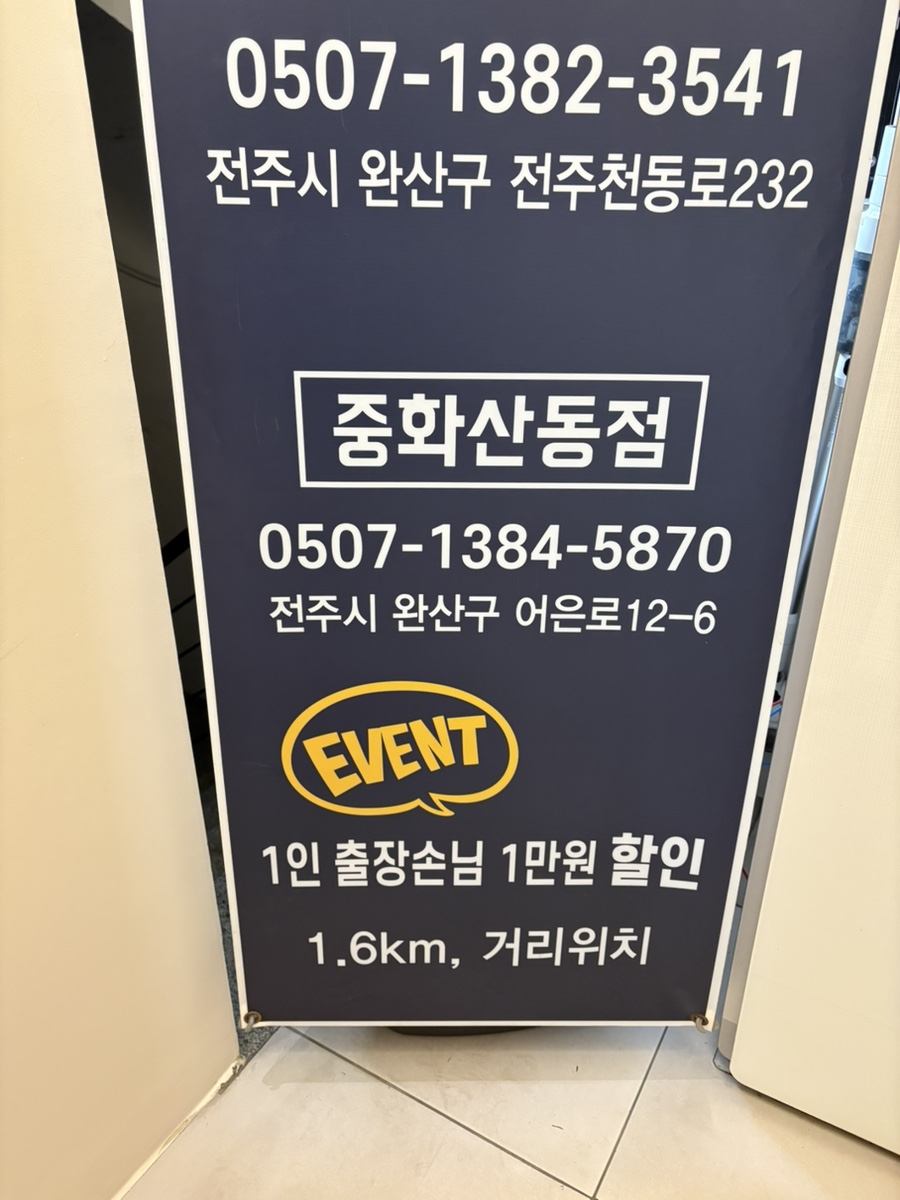 0507-1382-3541
전주시 완산구 전주천동로232
중화산동점
0507-1384-5870
전주시 완산구 어은로12-6
EVENT
1인 출장손님 1만원 할인
1.6km, 거리위치